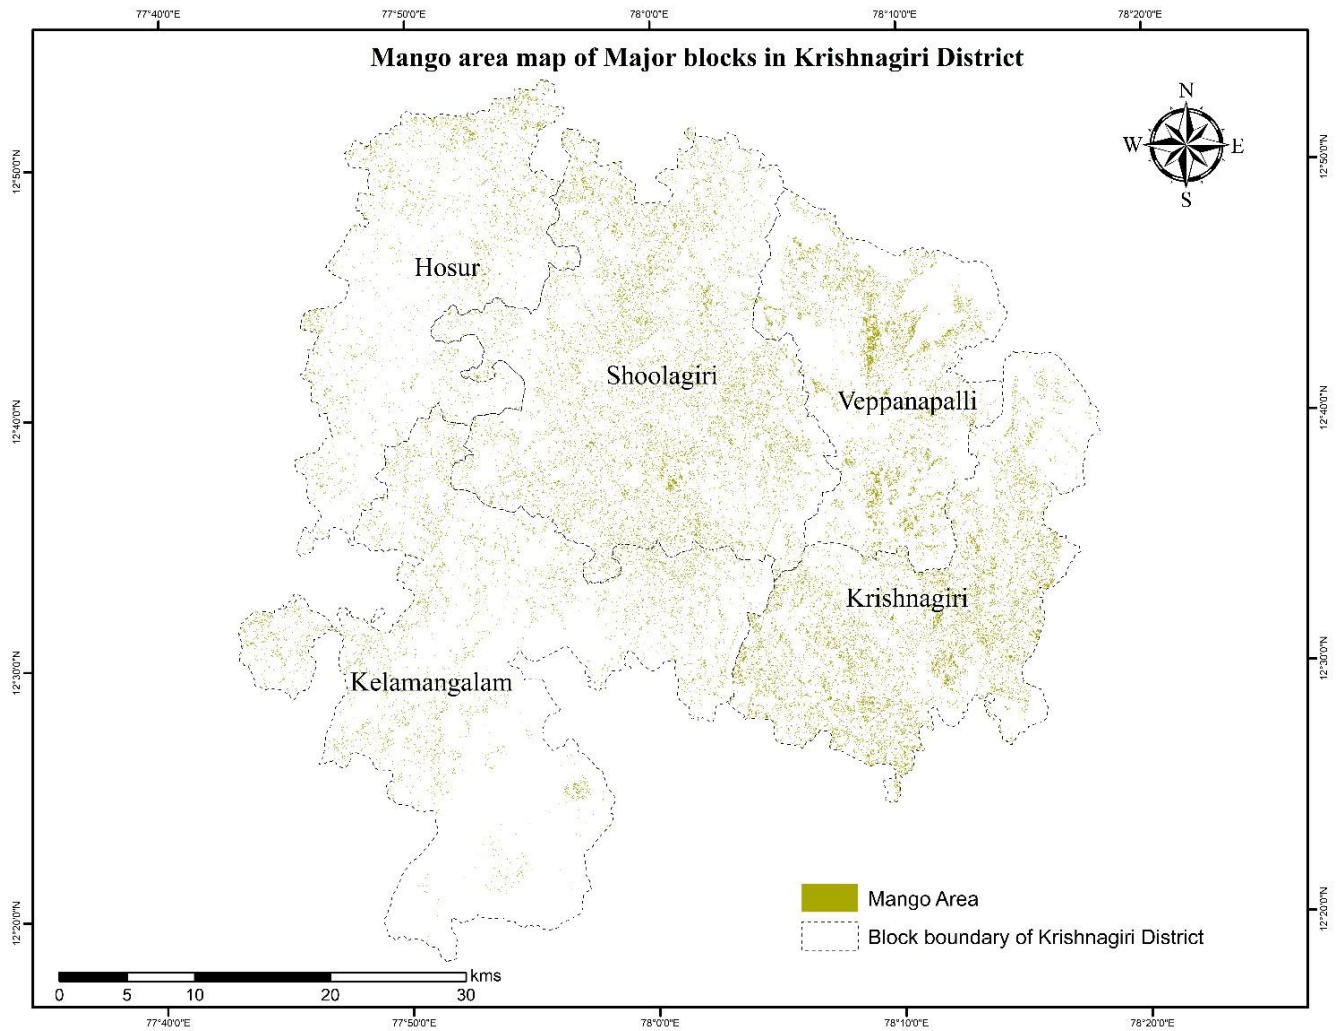 77°40'0"E 77°50'0"E 78°0'0"E 78°10'0"E 78°20'0"E
Mango area map of Major blocks in Krishnagiri District
N
W E
S
12°50'0"N 12°50'0"N
Hosur
Shoolagiri
Veppanapalli
12°40'0"N 12°40'0"N
Krishnagiri
12°30'0"N 12°30'0"N
Kelamangalam
Mango Area
12°20'0"N 12°20'0"N
Block boundary of Krishnagiri District
kms
0 5 10 20 30
77°40'0"E 77°50'0"E 78°0'0"E 78°10'0"E 78°20'0"E